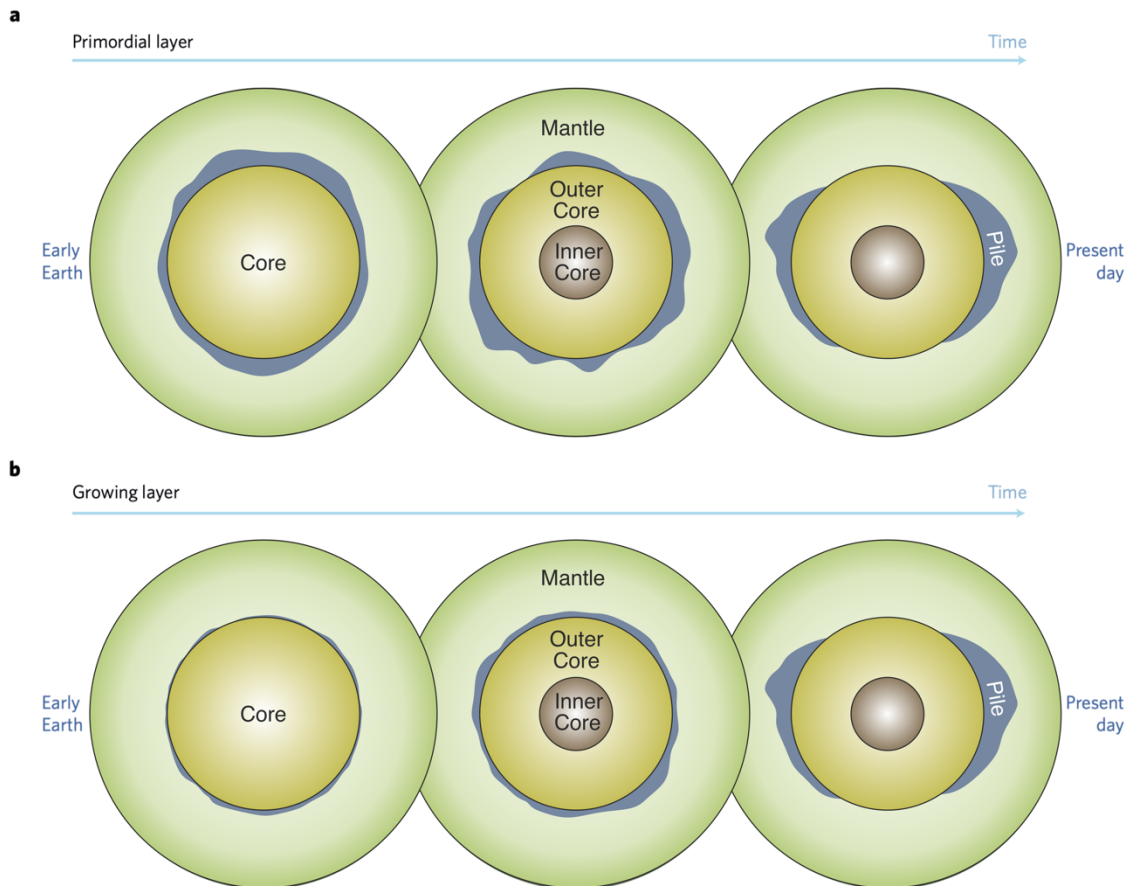 a
Primordial layer
Time
Mantle
Outer
Core
Early
Earth
Core
Inner
Core
Pile
Present
day
b
Growing layer
Time
Mantle
Outer
Core
Early
Earth
Core
Inner
Core
Pile
Present
day